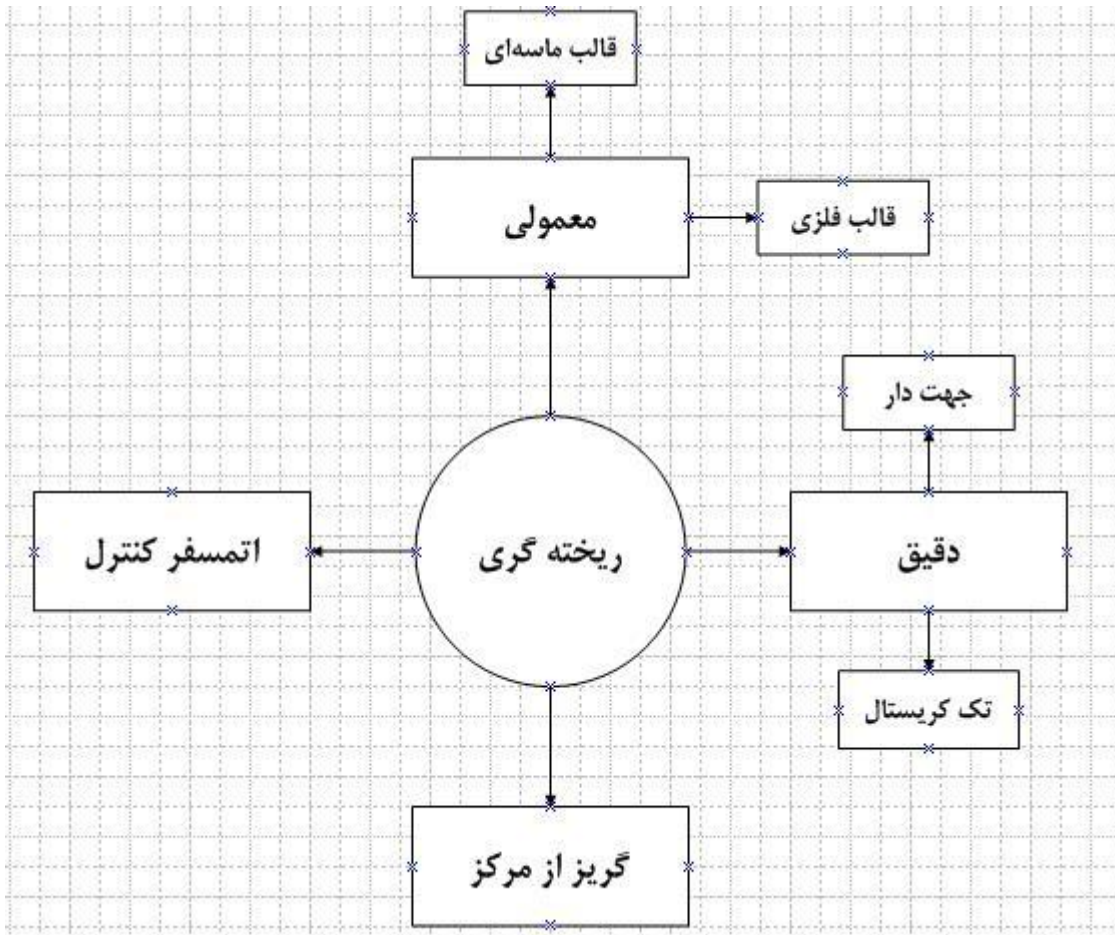 قالب ماسه‌ای
معمولی
قالب فلزی
جهت دار
اتمسفر کنترل
ریخته گری
دقیق
تک کریستال
گریز از مرکز